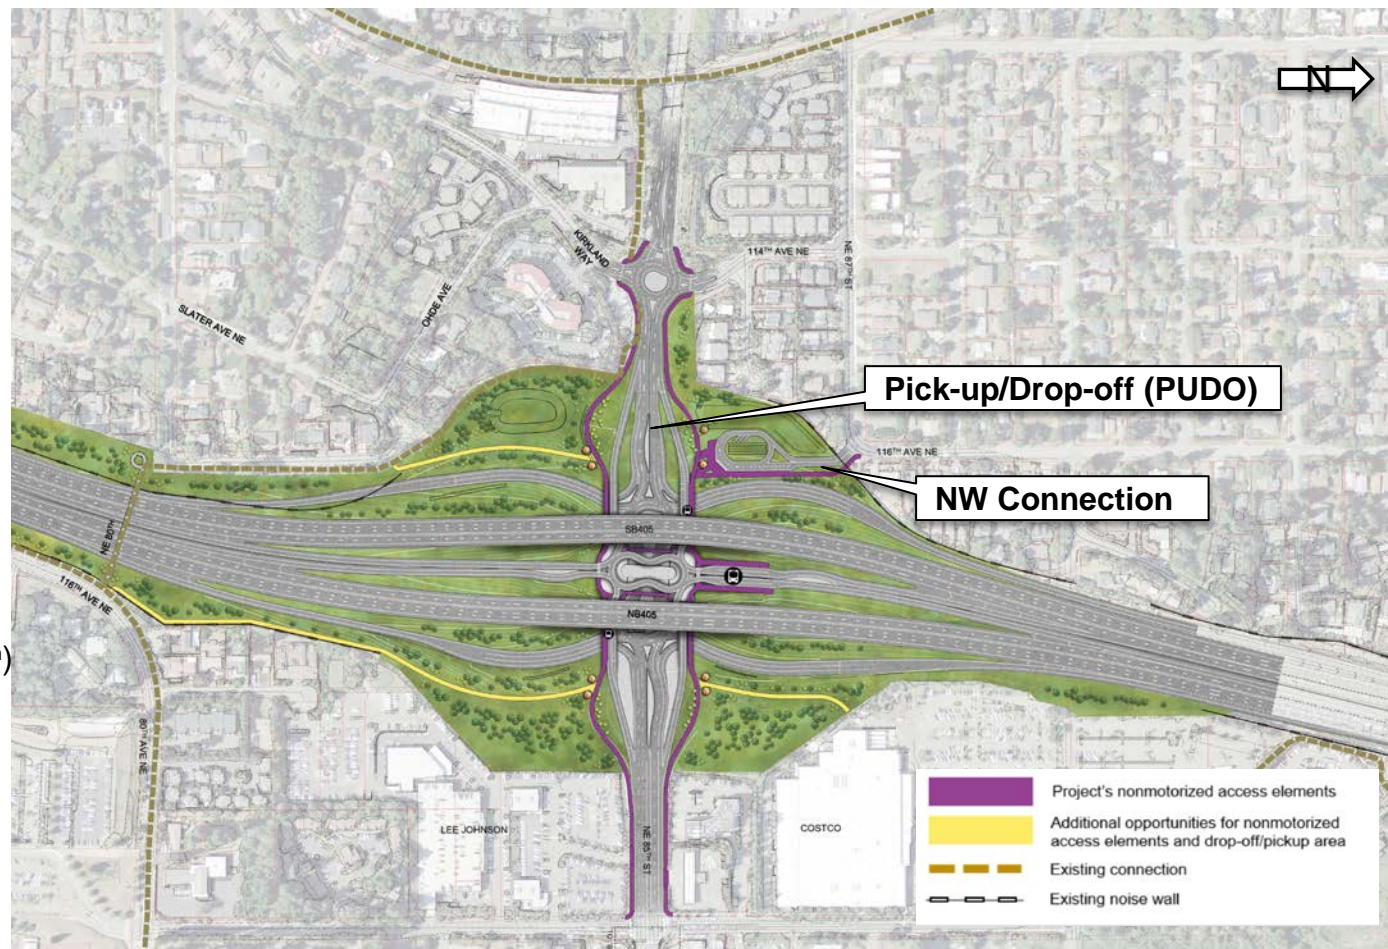 N
KIRKLAND
WAY
114TH AVE NE
NE 87TH ST
OHDE AVE
SLATER AVE NE
Pick-up/Drop-off (PUDO)
116TH AVE NE
NW Connection
SB405
NE 80TH
116TH AVE NE
NB405
)
80TH AVE NE
LEE JOHNSON
NE 85TH ST
COSTCO
Project's nonmotorized access elements
Additional opportunities for nonmotorized
access elements and drop-off/pickup area
Existing connection
Existing noise wall